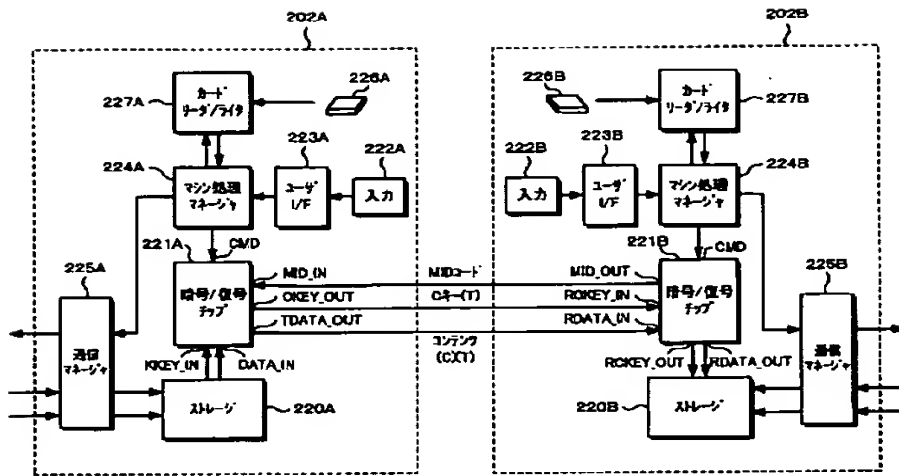 202A
202B
226A
カード
リーダ/ライタ
227A
226B
カード
リーダ/ライタ
227B
223A
222A
224A
マシン処理
マネージャ
ユーザ
I/F
入力
222B
223B
入力
ユーザ
I/F
マシン処理
マネージャ
224B
221A
CMD
221B
CMD
225A
暗号/復号
チップ
MID_IN
MIDコード
MID_OUT
暗号/復号
チップ
225B
CKEY_OUT
Cキー(T)
RCKEY_IN
TDATA_OUT
コンテンツ
(C)(T)
RDATA_IN
通信
マネージャ
KKEY_IN
DATA_IN
RCKEY_OUT
RDATA_OUT
通信
マネージャ
ストレージ
220A
220B
ストレージ